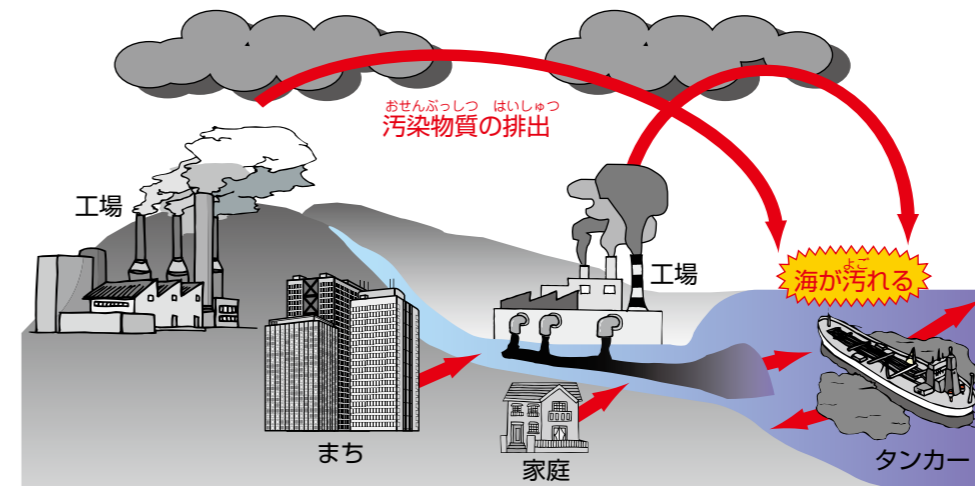 おせんぶっしつ はいしゅつ
汚染物質の排出
工場
工場
よご
海が汚れる
まち
家庭
タンカー